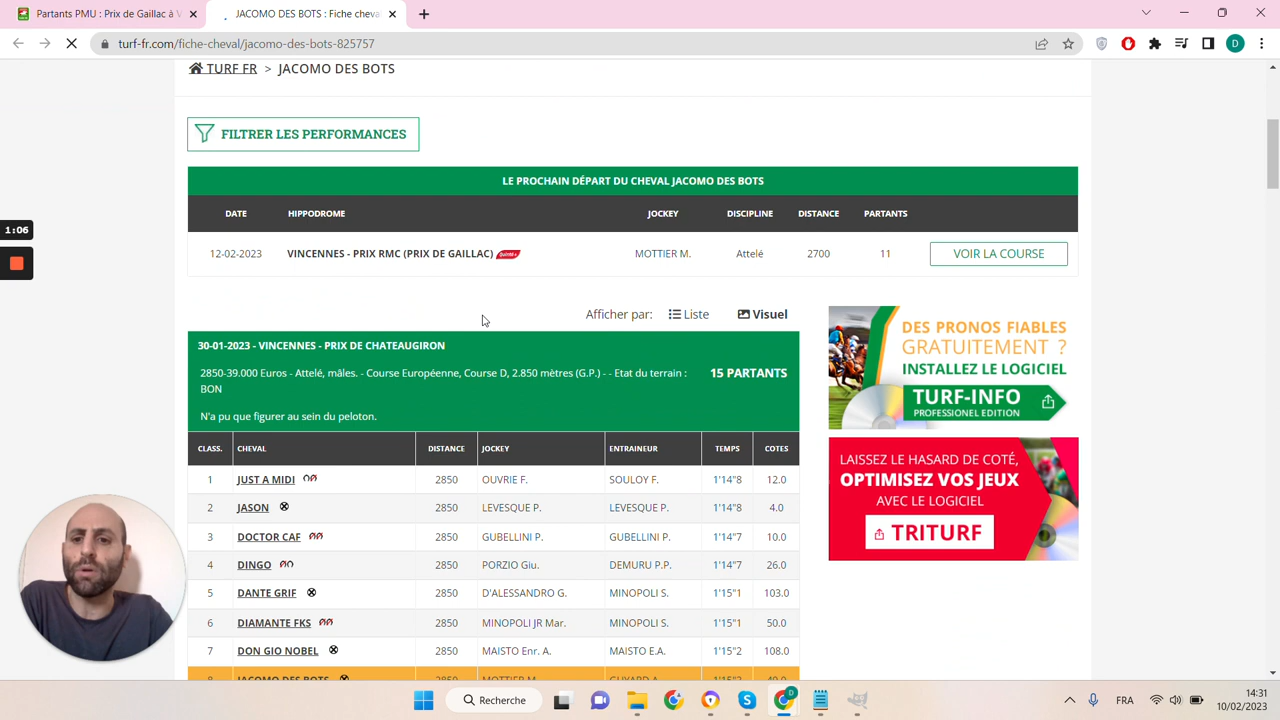 Partants PMU : Prix de Gaillac à V
JACOMO DES BOTS : Fiche cheva
turf-fr.com/fiche-cheval/jacomo-des-bots-825757
D
TURF FR > JACOMO DES BOTS
FILTRER LES PERFORMANCES
LE PROCHAIN DÉPART DU CHEVAL JACOMO DES BOTS
DATE HIPPODROME JOCKEY DISCIPLINE DISTANCE PARTANTS
12-02-2023 VINCENNES - PRIX RMC (PRIX DE GAILLAC) Quinté+ MOTTIER M. Attelé 2700 11 VOIR LA COURSE
1:06
Afficher par: Liste Visuel
30-01-2023 - VINCENNES - PRIX DE CHATEAUGIRON
2850-39.000 Euros - Attelé, mâles. - Course Européenne, Course D, 2.850 mètres (G.P.) - - Etat du terrain :
BON
15 PARTANTS
N'a pu que figurer au sein du peloton.
CLASS. CHEVAL DISTANCE JOCKEY ENTRAINEUR TEMPS COTES
1 JUST A MIDI 2850 OUVRIE F. SOULOY F. 1'14"8 12.0
2 JASON 2850 LEVESQUE P. LEVESQUE P. 1'14"8 4.0
3 DOCTOR CAF 2850 GUBELLINI P. GUBELLINI P. 1'14"7 10.0
4 DINGO 2850 PORZIO Giu. DEMURU P.P. 1'14"7 26.0
5 DANTE GRIF 2850 D'ALESSANDRO G. MINOPOLI S. 1'15"1 103.0
6 DIAMANTE FKS 2850 MINOPOLI JR Mar. MINOPOLI S. 1'15"1 50.0
7 DON GIO NOBEL 2850 MAISTO Enr. A. MAISTO E.A. 1'15"2 108.0
8 JACOMO DES BOTS 2850 MOTTIER M. GUYARD A.
DES PRONOS FIABLES
GRATUITEMENT ?
INSTALLEZ LE LOGICIEL
TURF-INFO
PROFESSIONEL EDITION
LAISSEZ LE HASARD DE COTÉ,
OPTIMISEZ VOS JEUX
AVEC LE LOGICIEL
TRITURF
Recherche
D
FRA
14:31
10/02/2023